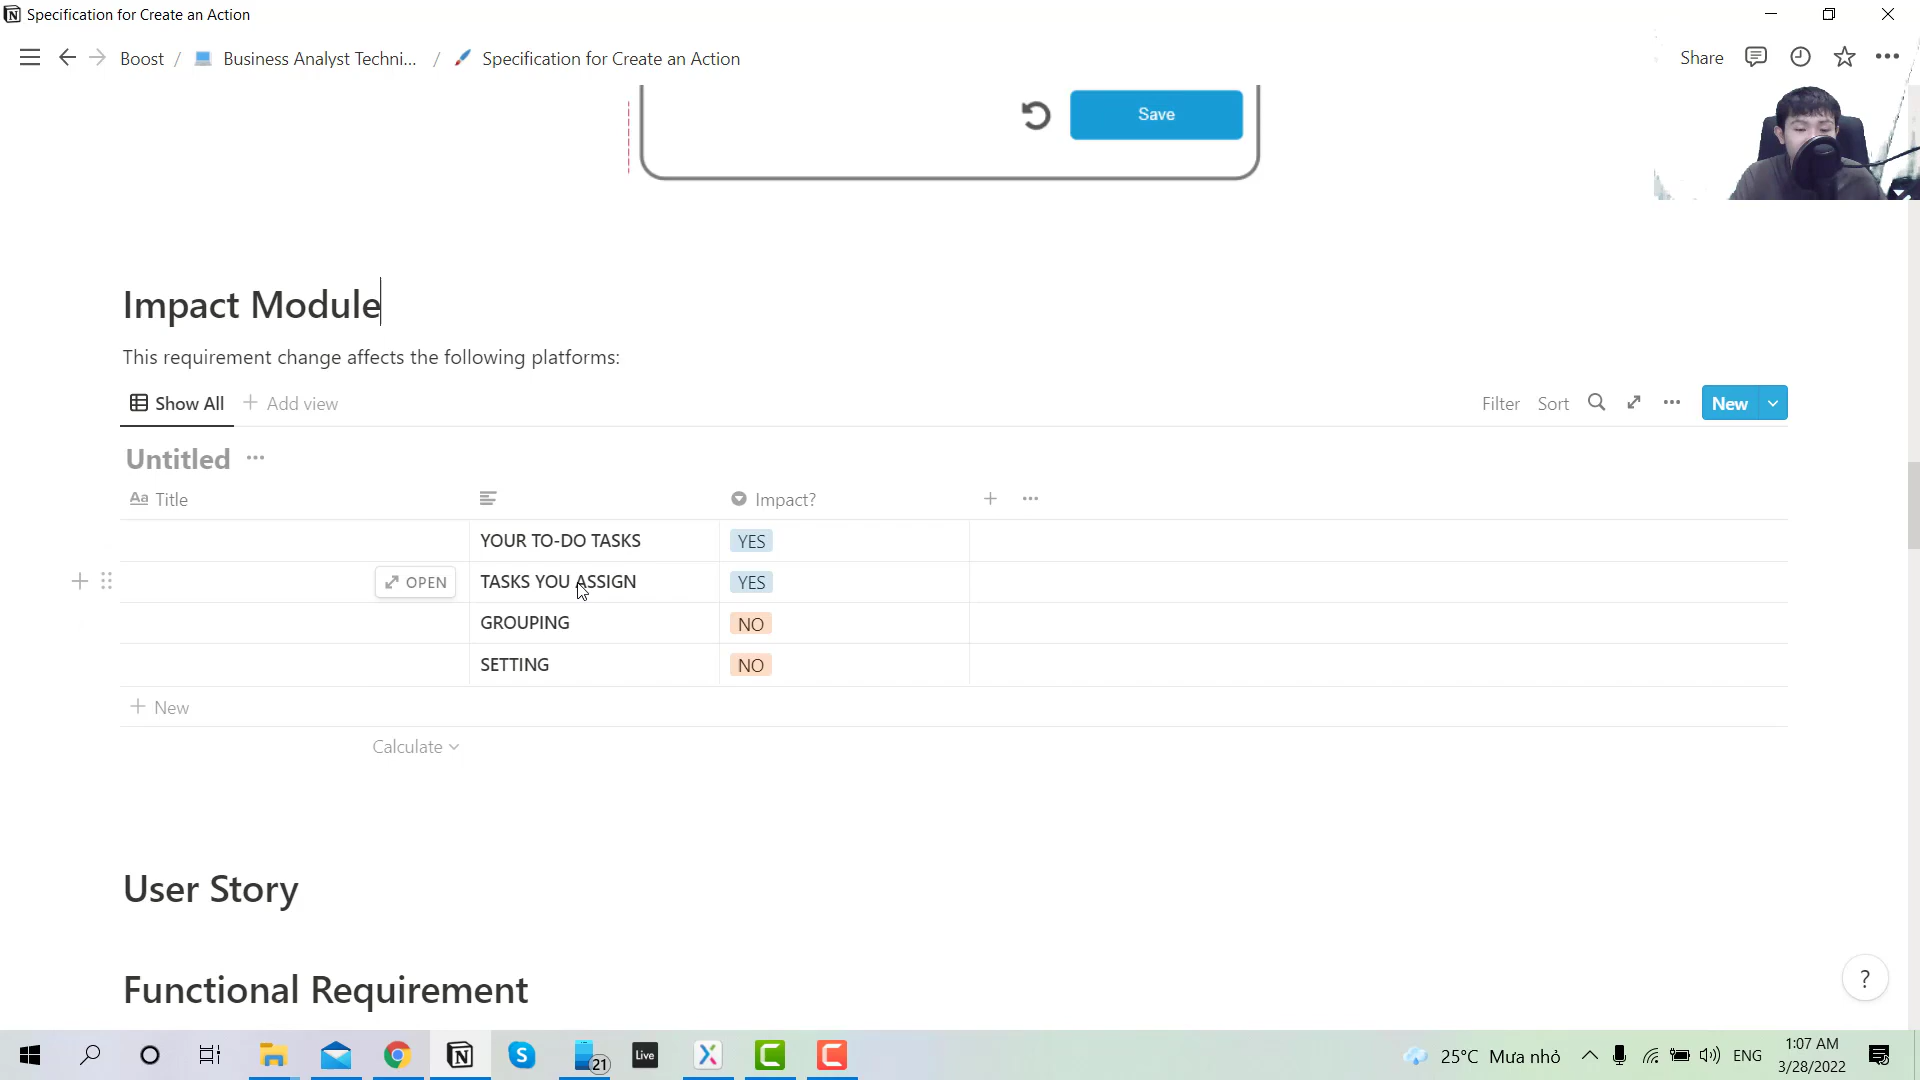 Specification for Create an Action
Boost / Business Analyst Techni... / Specification for Create an Action
Share
Save
Impact Module
This requirement change affects the following platforms:
Show All + Add view
Filter Sort New
Untitled
Aa Title Impact?
YOUR TO-DO TASKS YES
OPEN TASKS YOU ASSIGN YES
GROUPING NO
SETTING NO
+ New
Calculate
User Story
Functional Requirement
?
21
Live
25°C Mưa nhỏ
ENG
1:07 AM
3/28/2022